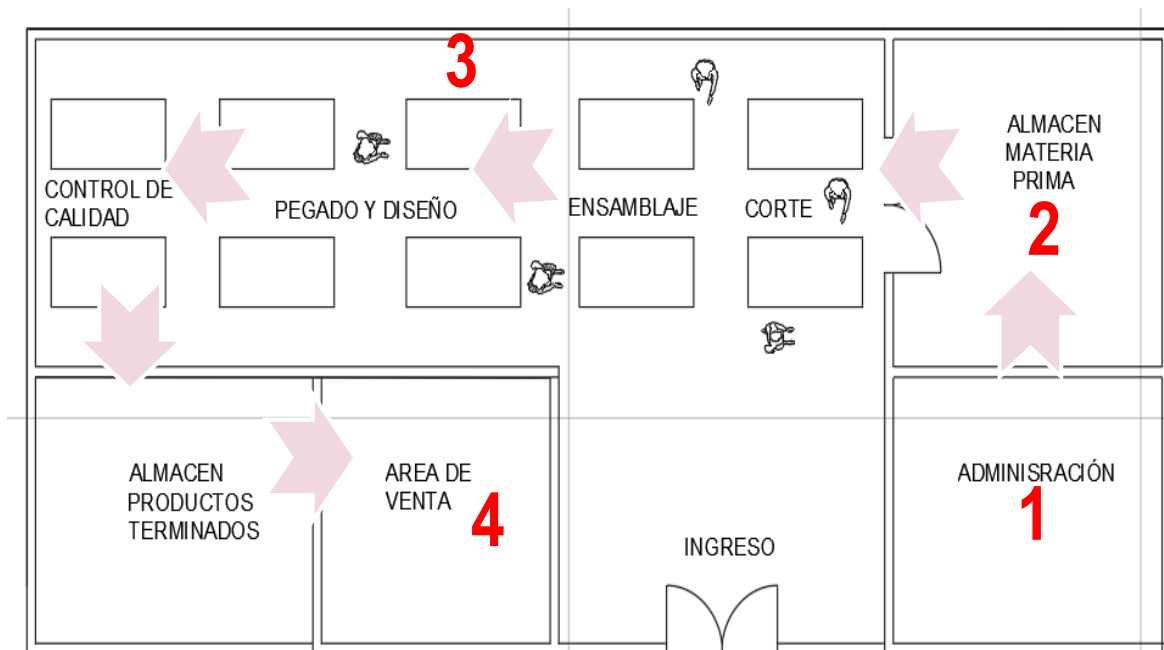 3
ALMACEN
MATERIA
PRIMA
2
CONTROL DE
CALIDAD
PEGADO Y DISEÑO
ENSAMBLAJE
CORTE
ALMACEN
PRODUCTOS
TERMINADOS
AREA DE
VENTA
4
INGRESO
ADMINISRACIÓN
1